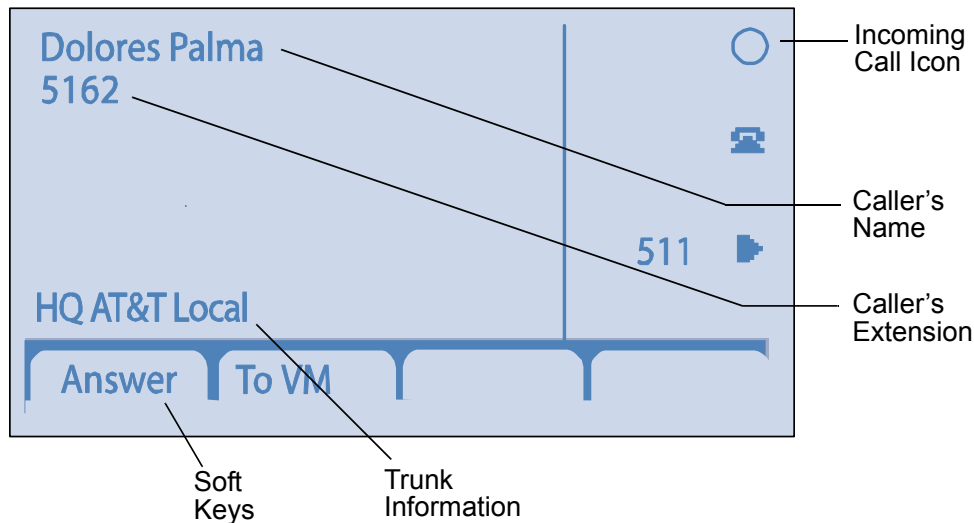 Dolores Palma
5162
Incoming
Call Icon
Caller's
Name
511
Caller's
Extension
HQ AT&T Local
Answer
To VM
Soft
Keys
Trunk
Information